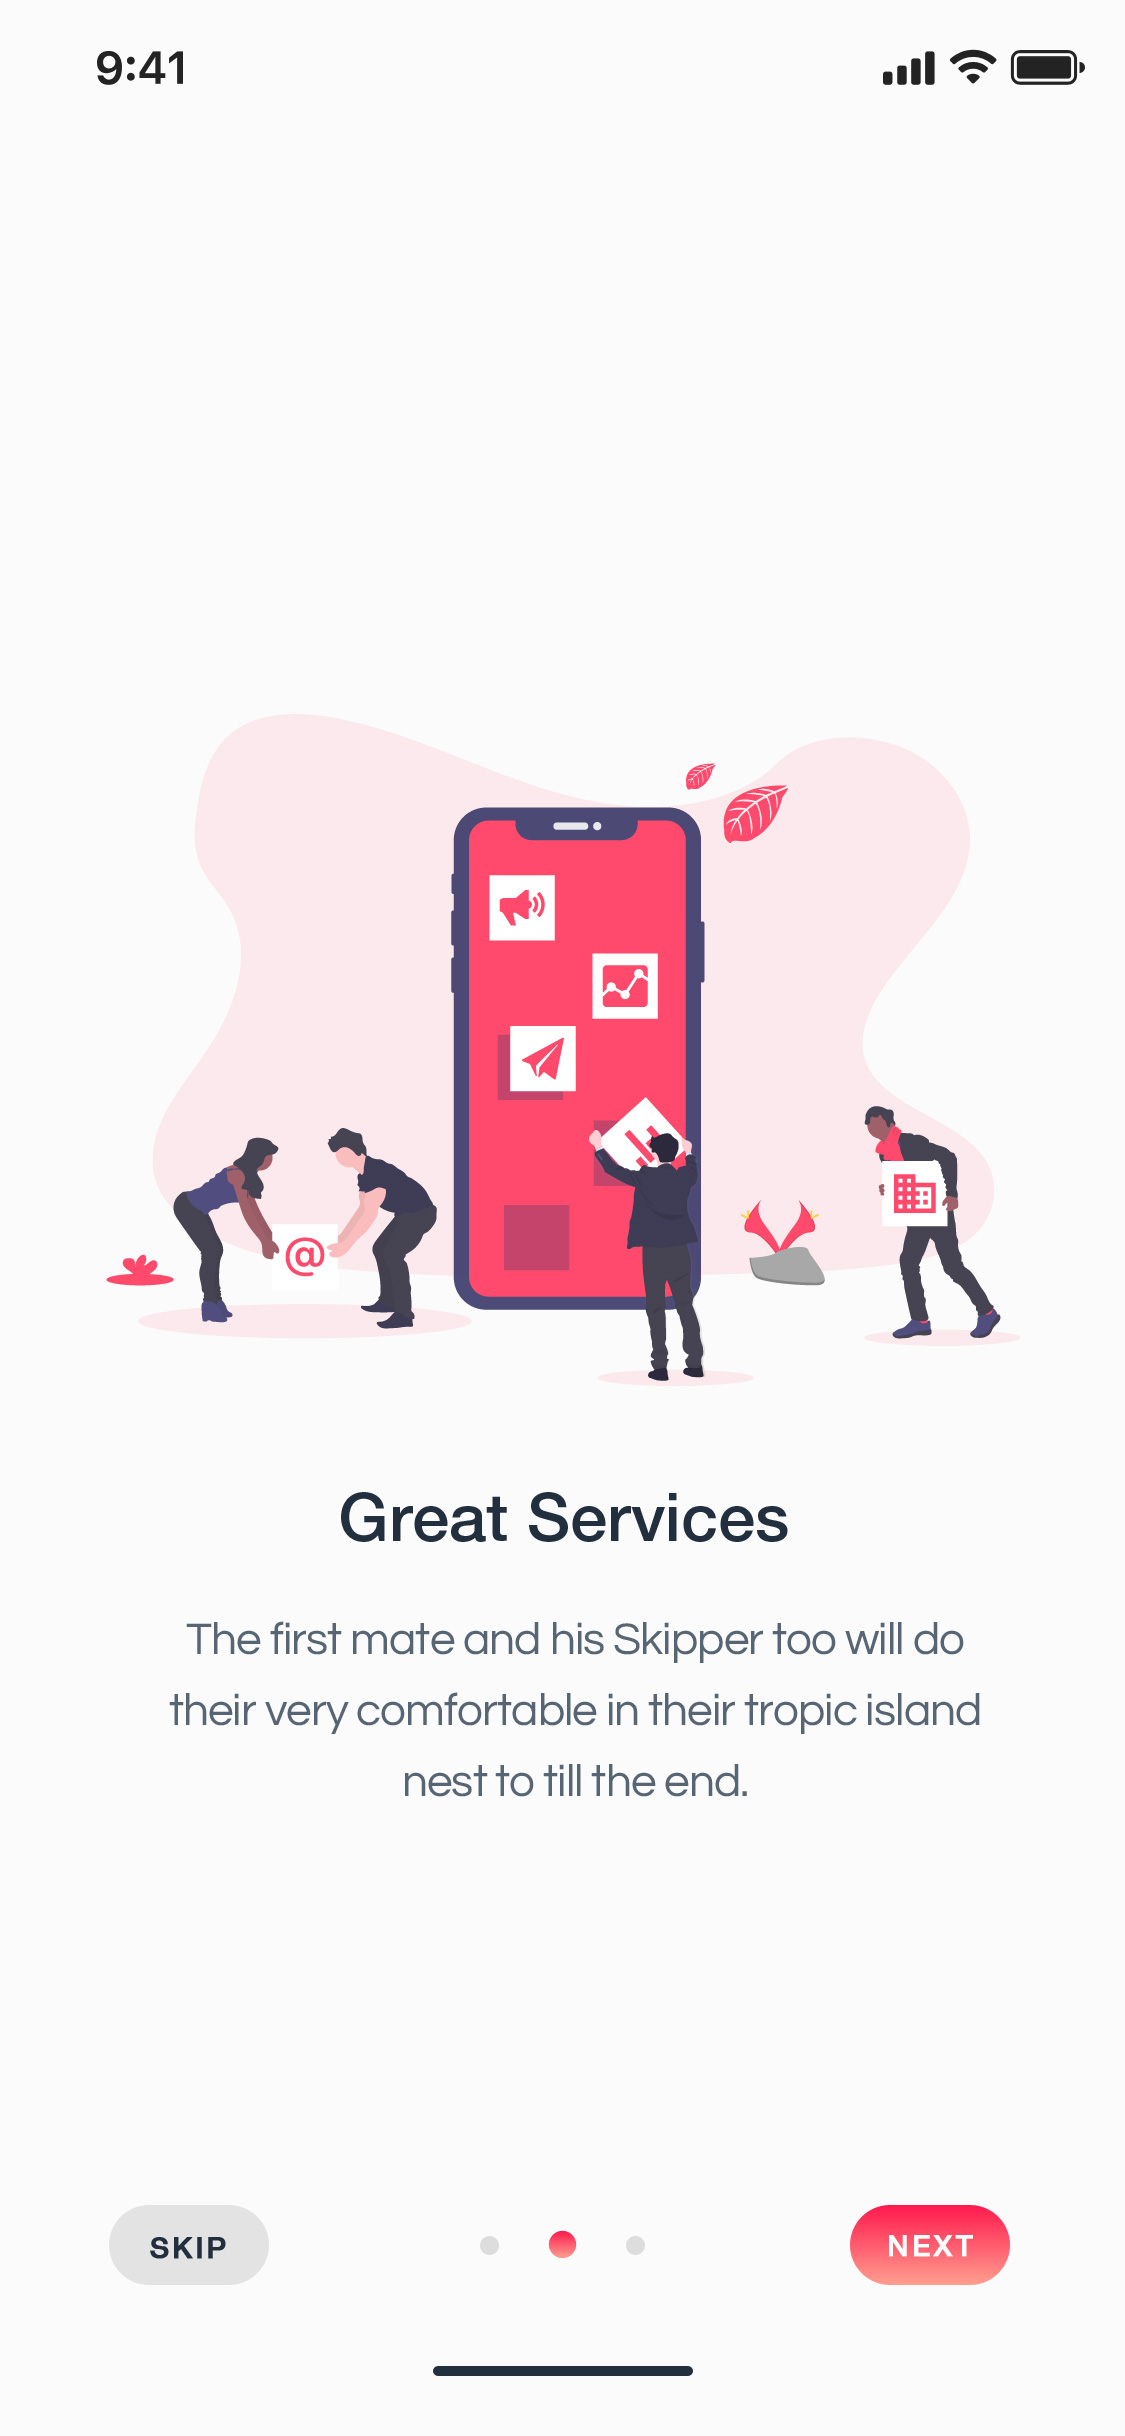 9:41
@
Great Services
The first mate and his Skipper too will do
their very comfortable in their tropic island
nest to till the end.
SKIP
NEXT